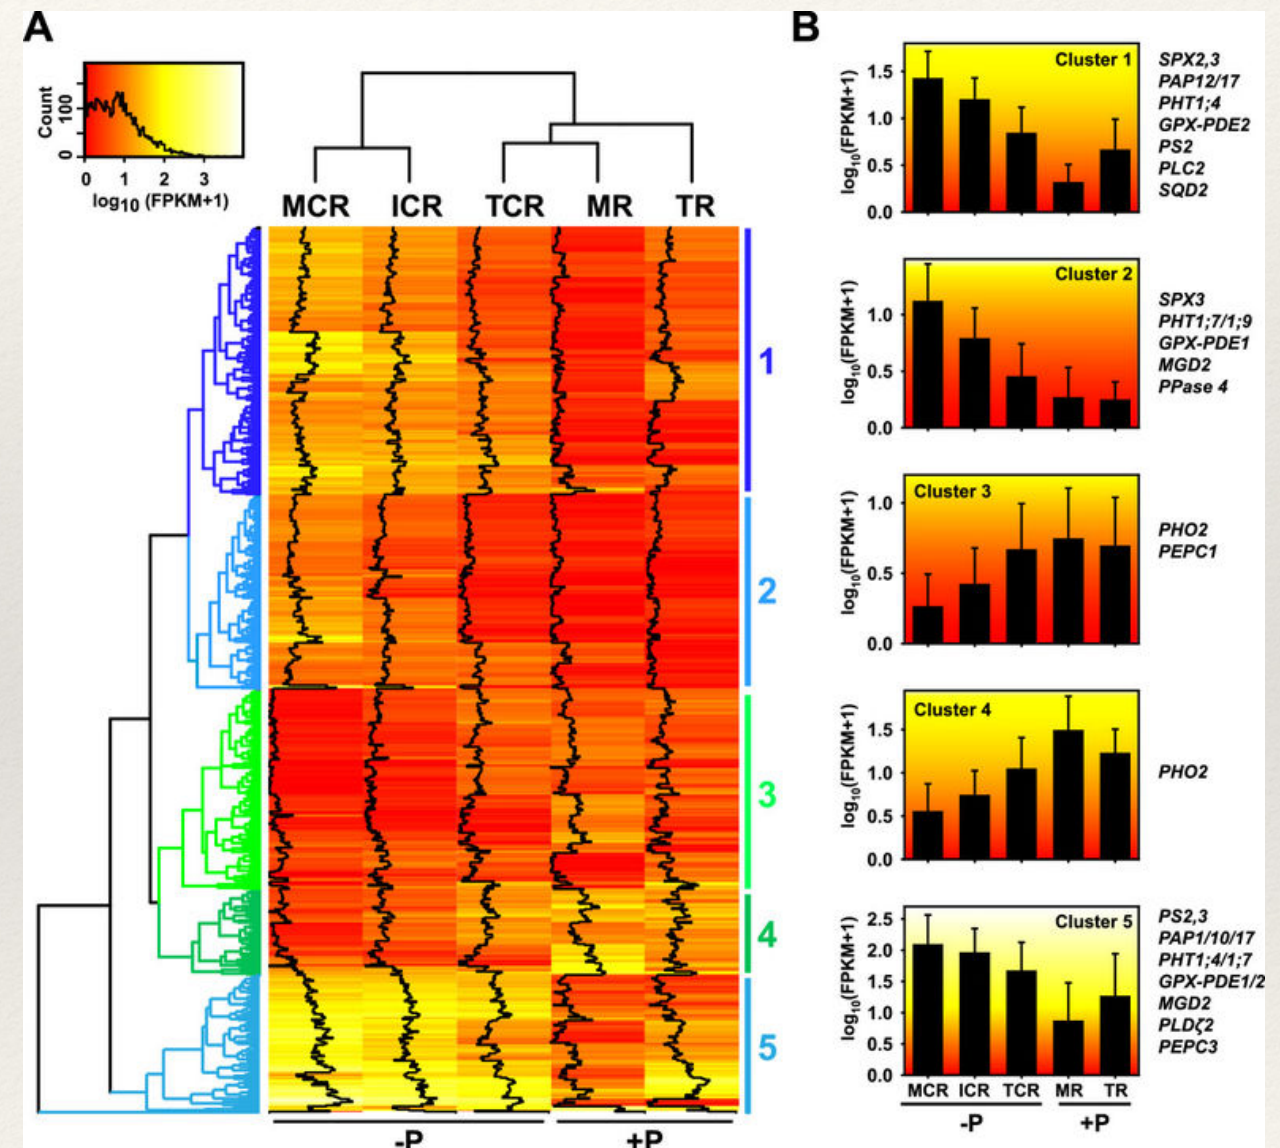 A
Count
0
100
0 1 2 3
log10 (FPKM+1)
MCR ICR TCR MR TR
1
2
3
4
5
-P +P
B
log10(FPKM+1)
1.5
1.0
0.5
0.0
Cluster 1
SPX2,3
PAP12/17
PHT1;4
GPX-PDE2
PS2
PLC2
SQD2
log10(FPKM+1)
1.0
0.5
0.0
Cluster 2
SPX3
PHT1;7/1;9
GPX-PDE1
MGD2
PPase 4
log10(FPKM+1)
1.0
0.5
0.0
Cluster 3
PHO2
PEPC1
log10(FPKM+1)
1.5
1.0
0.5
0.0
Cluster 4
PHO2
log10(FPKM+1)
2.5
2.0
1.5
1.0
0.5
0.0
Cluster 5
PS2,3
PAP1/10/17
PHT1;4/1;7
GPX-PDE1/2
MGD2
PLDζ2
PEPC3
MCR ICR TCR MR TR
-P +P